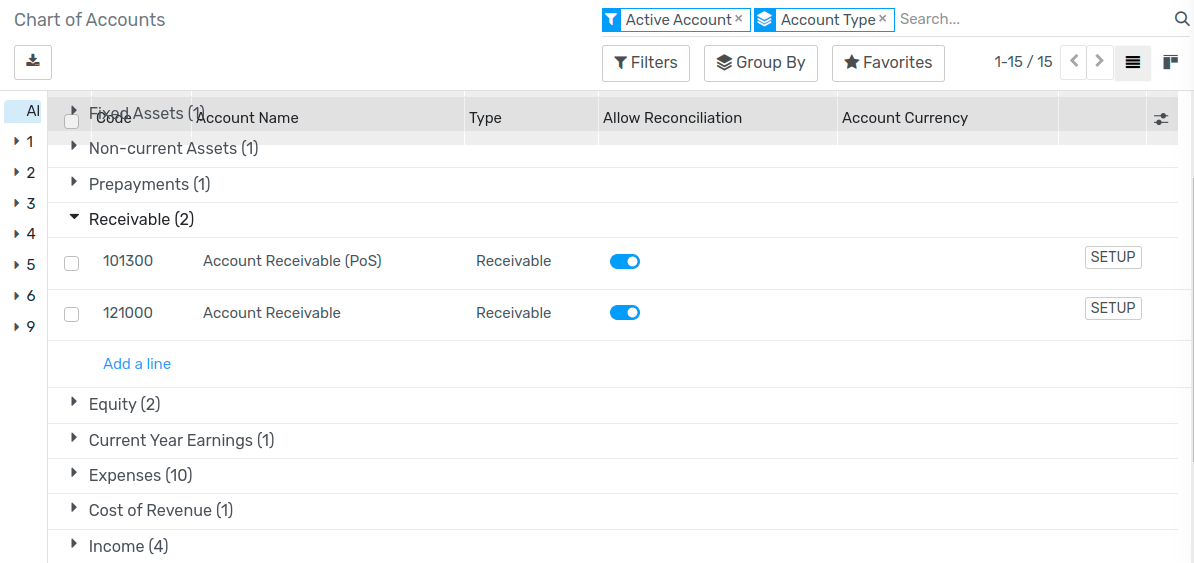 Chart of Accounts
Active Account × Account Type × Search...
Filters Group By Favorites 1-15 / 15
Al
1
2
3
4
5
6
9
Fixed Assets (1)
Code Account Name Type Allow Reconciliation Account Currency
Non-current Assets (1)
Prepayments (1)
Receivable (2)
101300 Account Receivable (PoS) Receivable SETUP
121000 Account Receivable Receivable SETUP
Add a line
Equity (2)
Current Year Earnings (1)
Expenses (10)
Cost of Revenue (1)
Income (4)